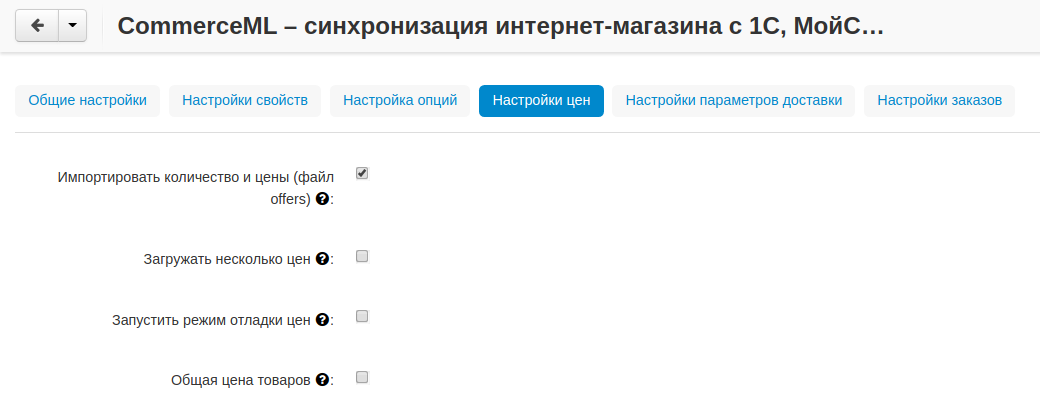 CommerceML – синхронизация интернет-магазина с 1С, МойС...
Общие настройки Настройки свойств Настройка опций Настройки цен Настройки параметров доставки Настройки заказов
Импортировать количество и цены (файл
offers) ?:
Загружать несколько цен ?:
Запустить режим отладки цен ?:
Общая цена товаров ?: